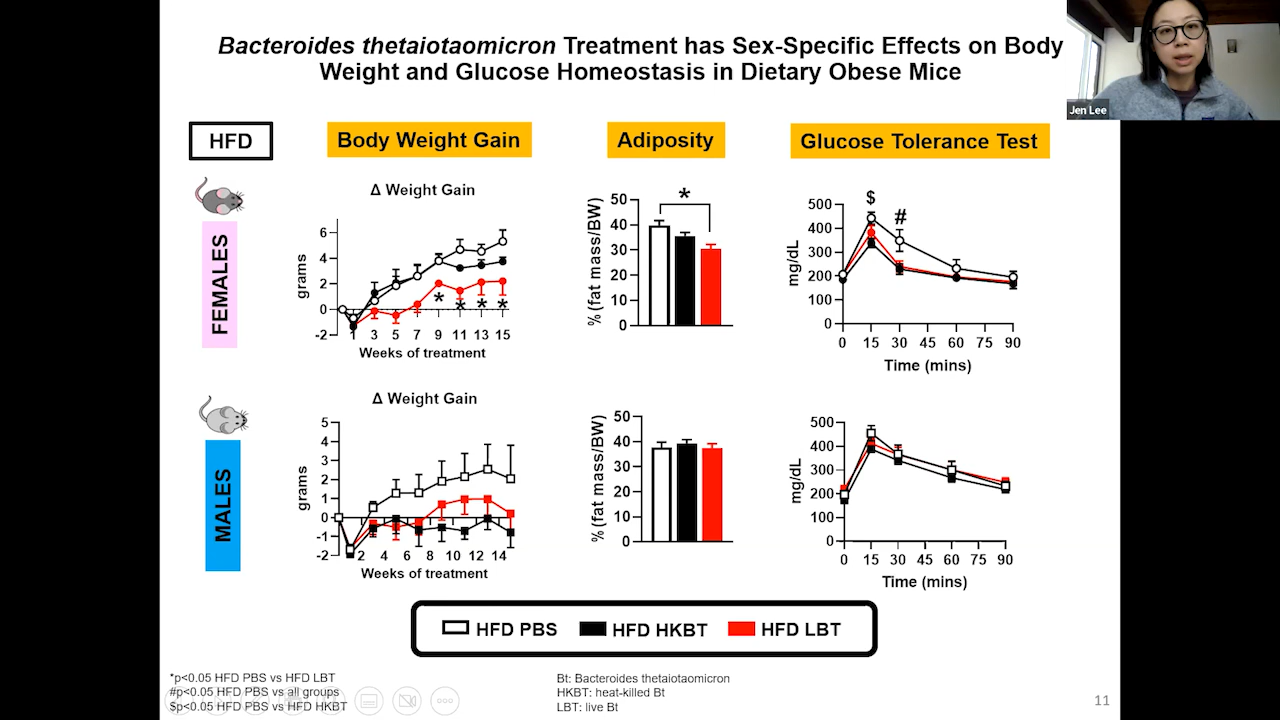 Bacteroides thetaiotaomicron Treatment has Sex-Specific Effects on Body
Weight and Glucose Homeostasis in Dietary Obese Mice
Jen Lee
HFD
Body Weight Gain
Adiposity
Glucose Tolerance Test
FEMALES
Δ Weight Gain
grams
6
4
2
0
-2
1 3 5 7 9 11 13 15
* * * *
Weeks of treatment
% (fat mass/BW)
50
40
30
20
10
0
*
mg/dL
500
400
300
200
100
0
$
#
0 15 30 45 60 75 90
Time (mins)
MALES
Δ Weight Gain
grams
5
4
3
2
1
0
-1
-2
2 4 6 8 10 12 14
Weeks of treatment
% (fat mass/BW)
50
40
30
20
10
0
mg/dL
500
400
300
200
100
0
0 15 30 45 60 75 90
Time (mins)
HFD PBS HFD HKBT HFD LBT
*p<0.05 HFD PBS vs HFD LBT
#p<0.05 HFD PBS vs all groups
$p<0.05 HFD PBS vs HFD HKBT
Bt: Bacteroides thetaiotaomicron
HKBT: heat-killed Bt
LBT: live Bt
11